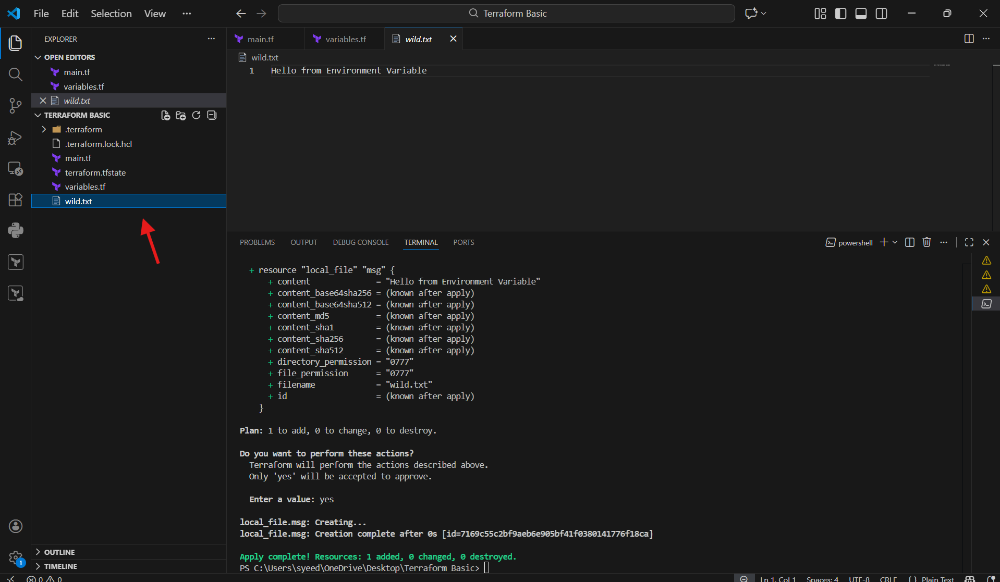 File Edit Selection View ··· Terraform Basic
EXPLORER ···
OPEN EDITORS
main.tf
variables.tf
wild.txt
TERRAFORM BASIC
.terraform
.terraform.lock.hcl
main.tf
terraform.tfstate
variables.tf
wild.txt
OUTLINE
TIMELINE
1
main.tf variables.tf wild.txt
wild.txt
1 Hello from Environment Variable
PROBLEMS OUTPUT DEBUG CONSOLE TERMINAL PORTS powershell
+ resource "local_file" "msg" {
+ content = "Hello from Environment Variable"
+ content_base64sha256 = (known after apply)
+ content_base64sha512 = (known after apply)
+ content_md5 = (known after apply)
+ content_sha1 = (known after apply)
+ content_sha256 = (known after apply)
+ content_sha512 = (known after apply)
+ directory_permission = "0777"
+ file_permission = "0777"
+ filename = "wild.txt"
+ id = (known after apply)
}
Plan: 1 to add, 0 to change, 0 to destroy.
Do you want to perform these actions?
Terraform will perform the actions described above.
Only 'yes' will be accepted to approve.
Enter a value: yes
local_file.msg: Creating...
local_file.msg: Creation complete after 0s [id=7169c55c2bf9aeb6e905bf41f0380141776f18ca]
Apply complete! Resources: 1 added, 0 changed, 0 destroyed.
PS C:\Users\syeed\OneDrive\Desktop\Terraform Basic>
0 0 Ln 1, Col 1 Spaces: 4 UTF-8 CRLF {} Plain Text